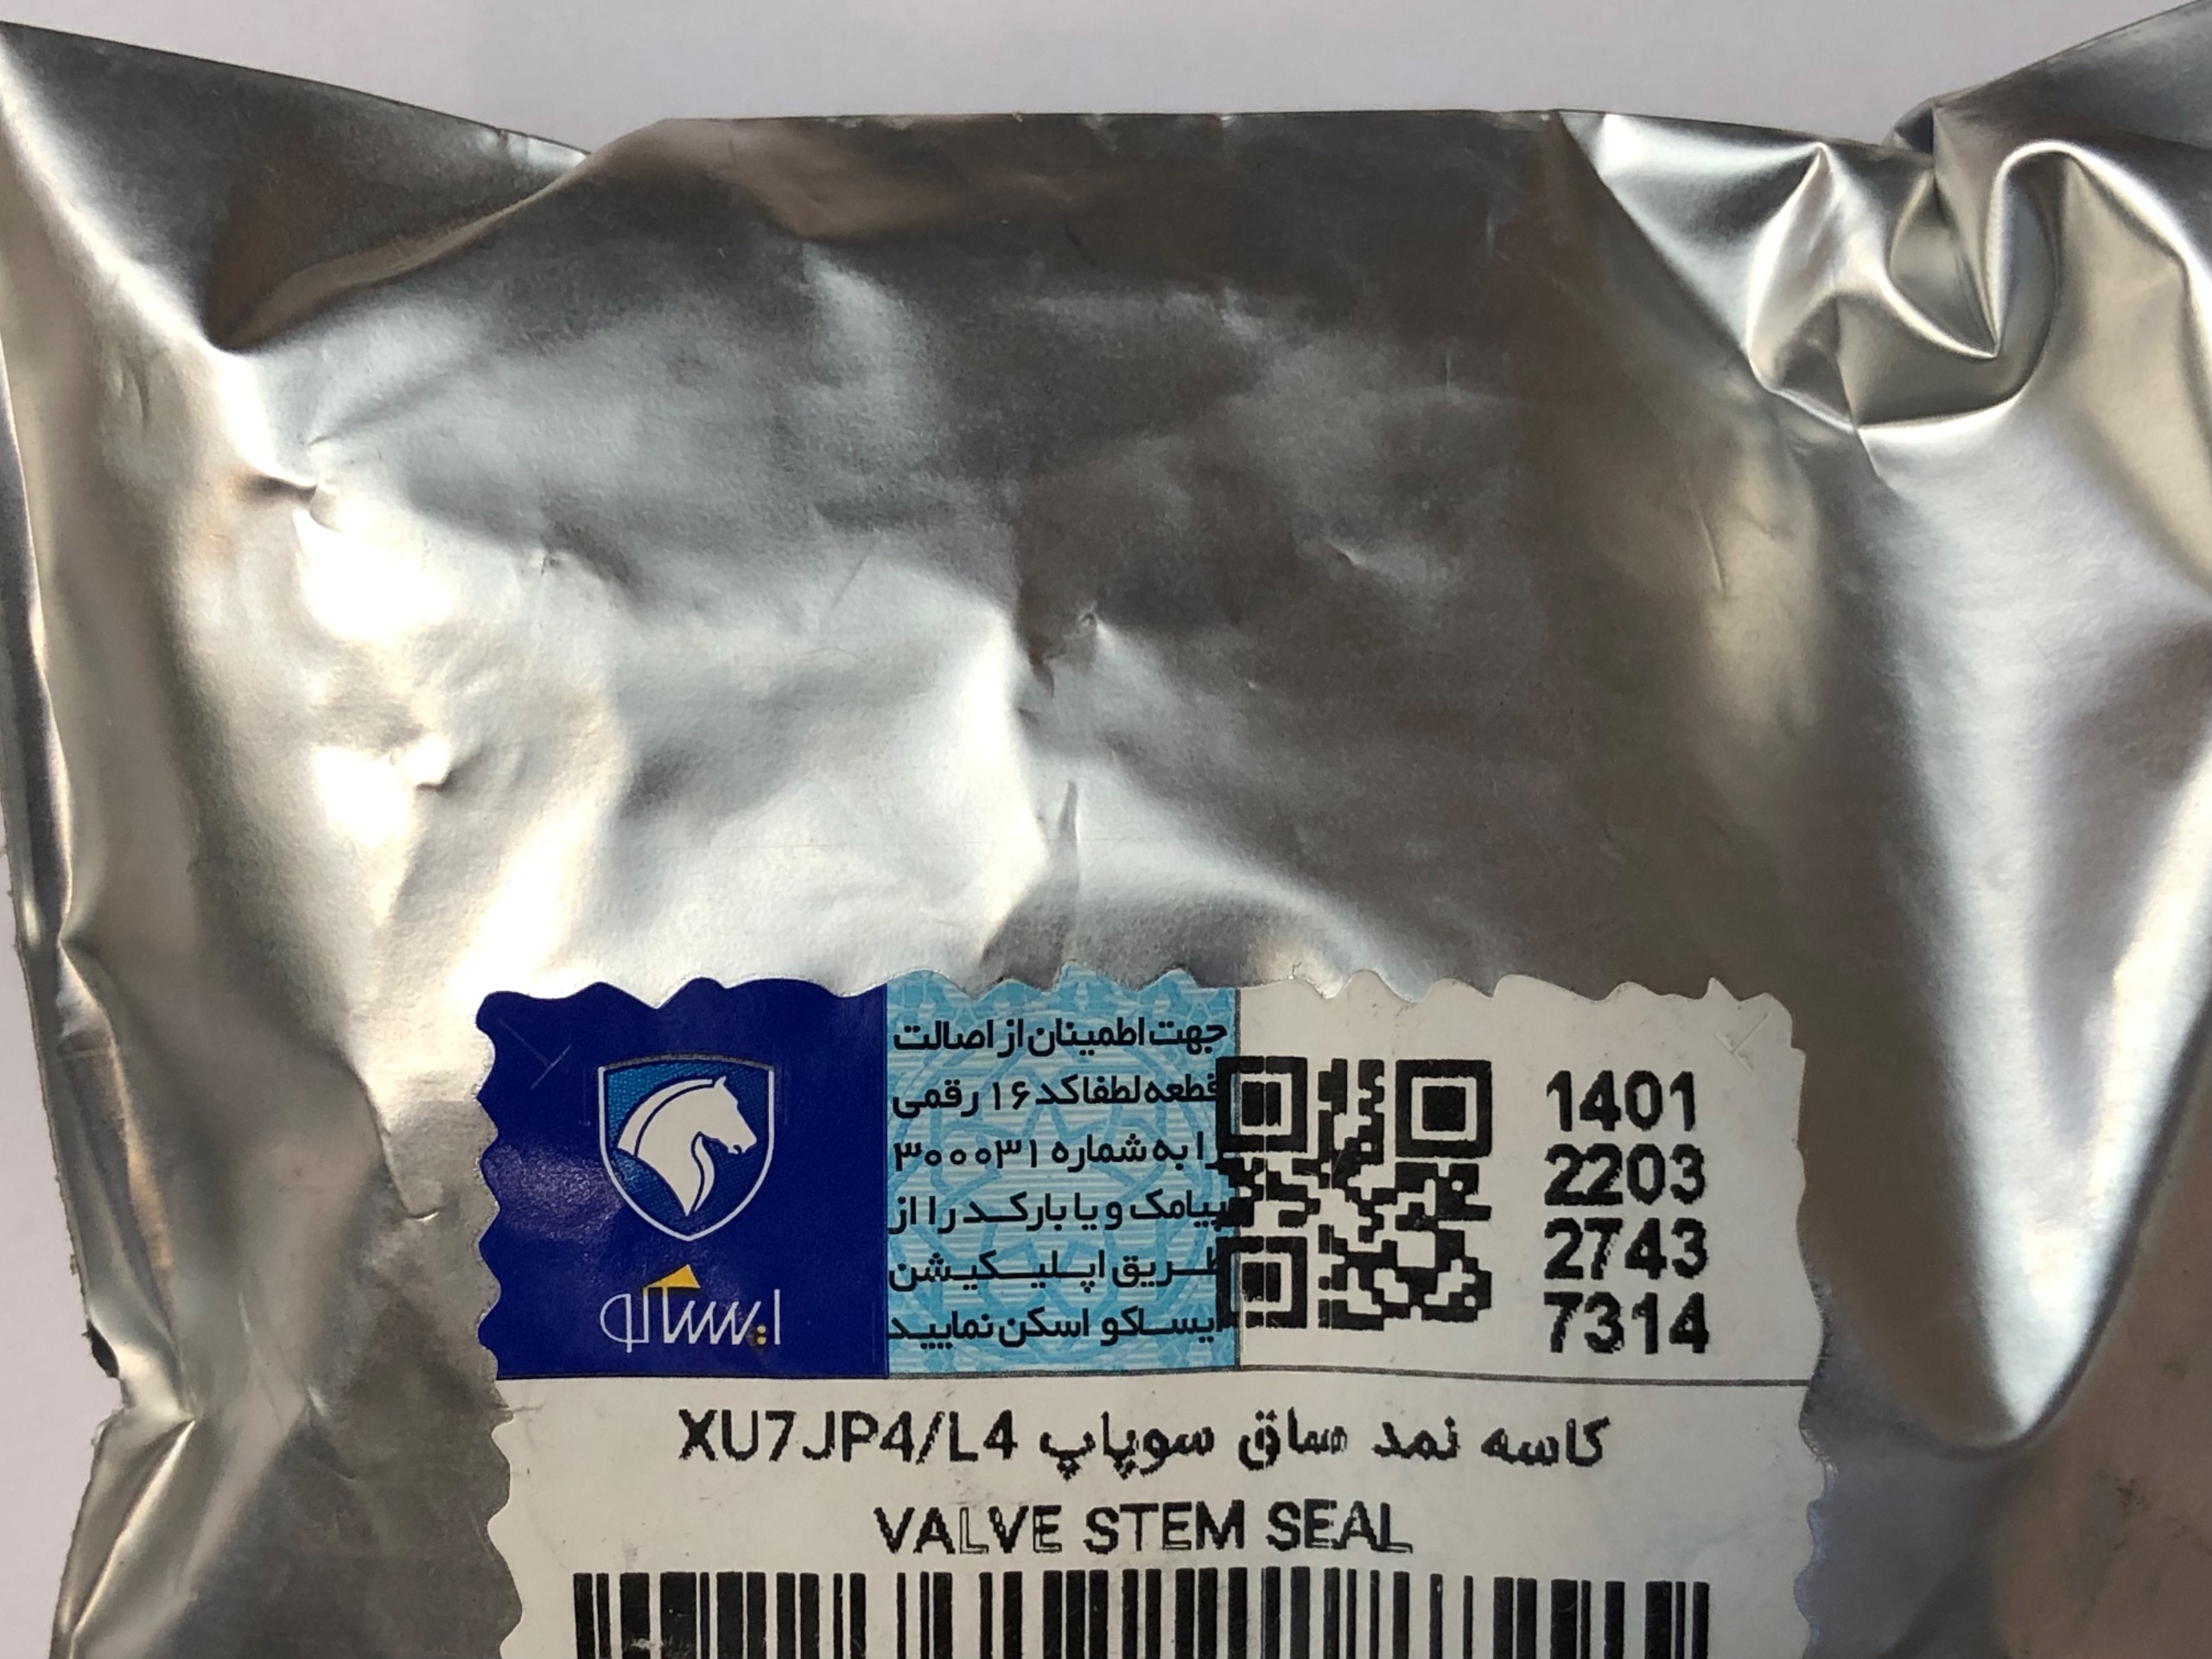 ایساکو
جهت اطمینان از اصالت
قطعه لطفا کد ۱۶ رقمی
را به شماره ۳۰۰۰۳۱
پیامک و یا بارکد را از
طریق اپلیکیشن
ایساکو اسکن نمایید
1401
2203
2743
7314
کاسه نمد ساق سوپاپ XU7JP4/L4
VALVE STEM SEAL